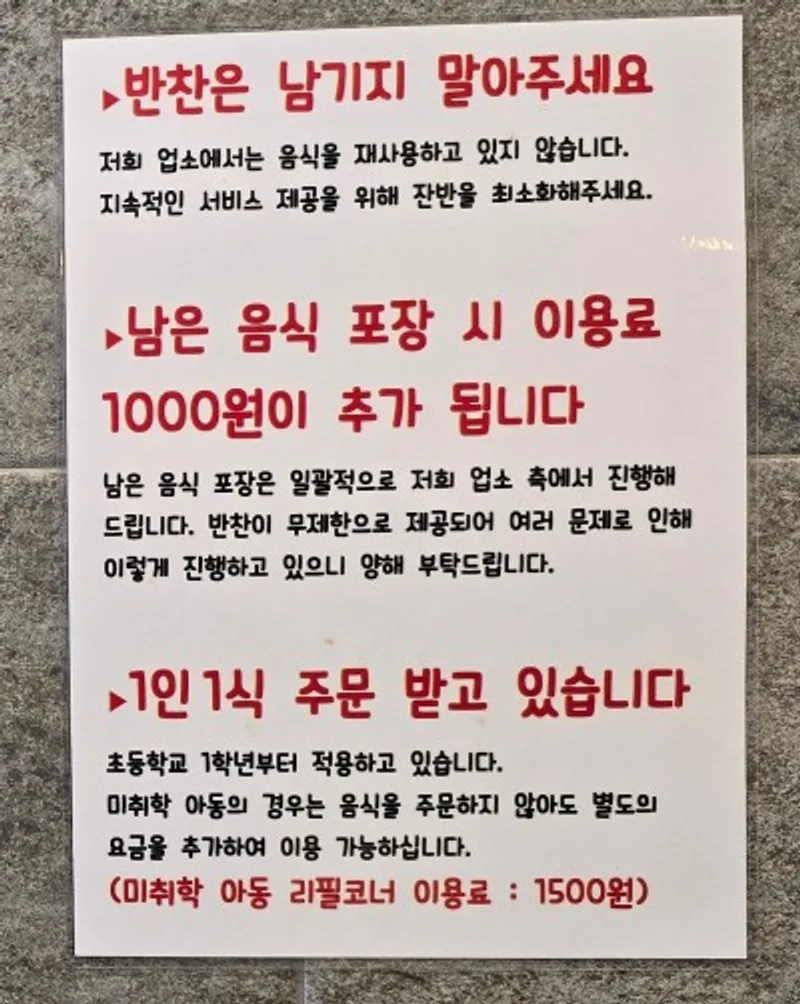 ▶반찬은 남기지 말아주세요
저희 업소에서는 음식을 재사용하고 있지 않습니다.
지속적인 서비스 제공을 위해 잔반을 최소화해주세요.
▶남은 음식 포장 시 이용료
1000원이 추가 됩니다
남은 음식 포장은 일괄적으로 저희 업소 측에서 진행해
드립니다. 반찬이 무제한으로 제공되어 여러 문제로 인해
이렇게 진행하고 있으니 양해 부탁드립니다.
▶1인 1식 주문 받고 있습니다
초등학교 1학년부터 적용하고 있습니다.
미취학 아동의 경우는 음식을 주문하지 않아도 별도의
요금을 추가하여 이용 가능하십니다.
(미취학 아동 리필코너 이용료 : 1500원)